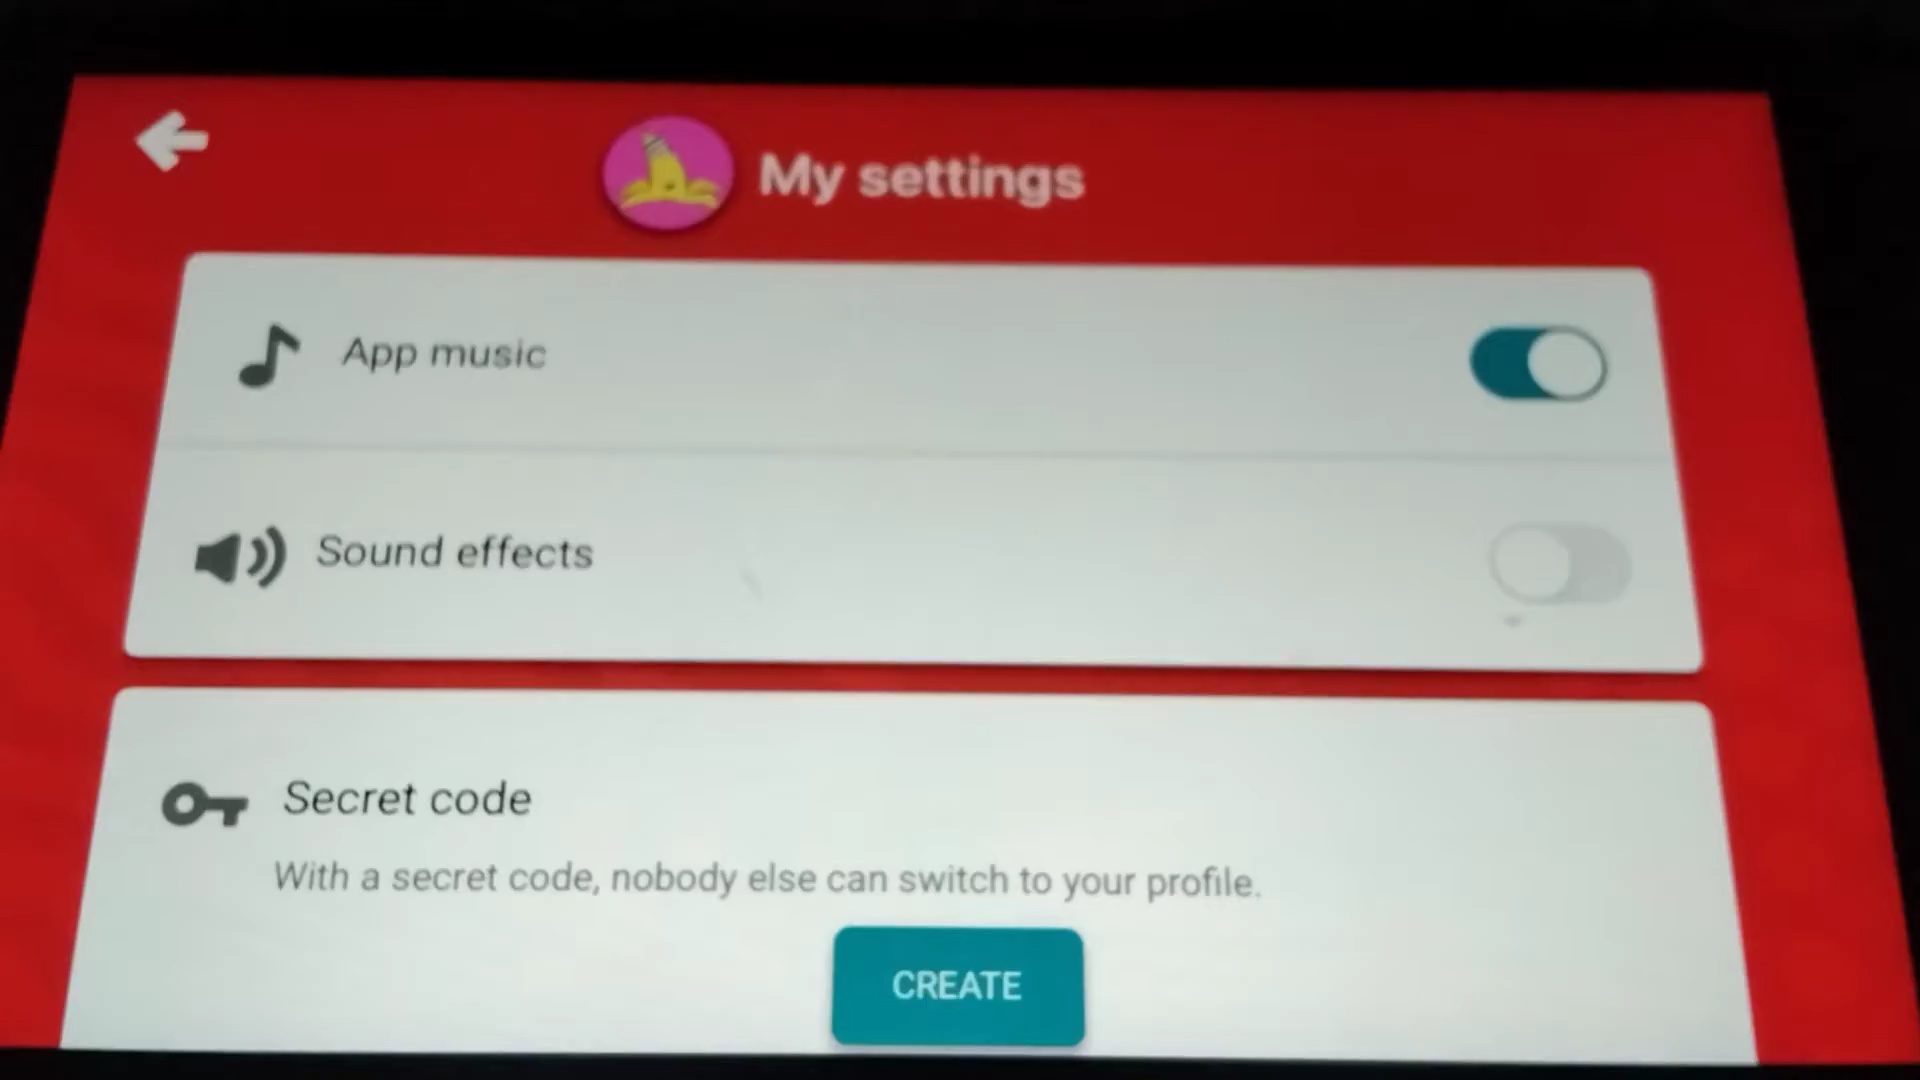 My settings
App music
Sound effects
Secret code
With a secret code, nobody else can switch to your profile.
CREATE